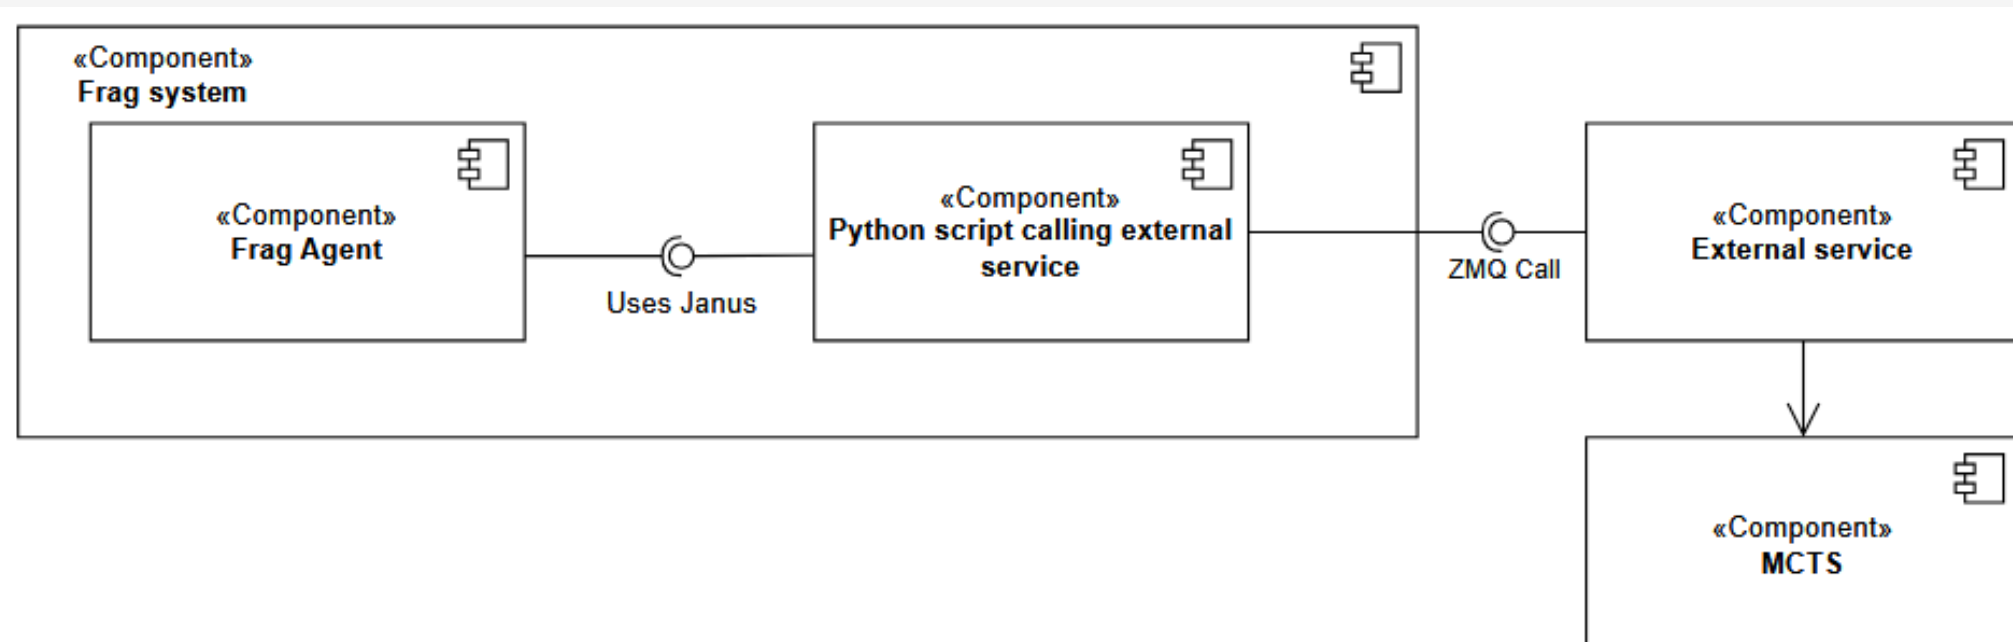 «Component»
Frag system
«Component»
Frag Agent
Uses Janus
«Component»
Python script calling external
service
ZMQ Call
«Component»
External service
«Component»
MCTS